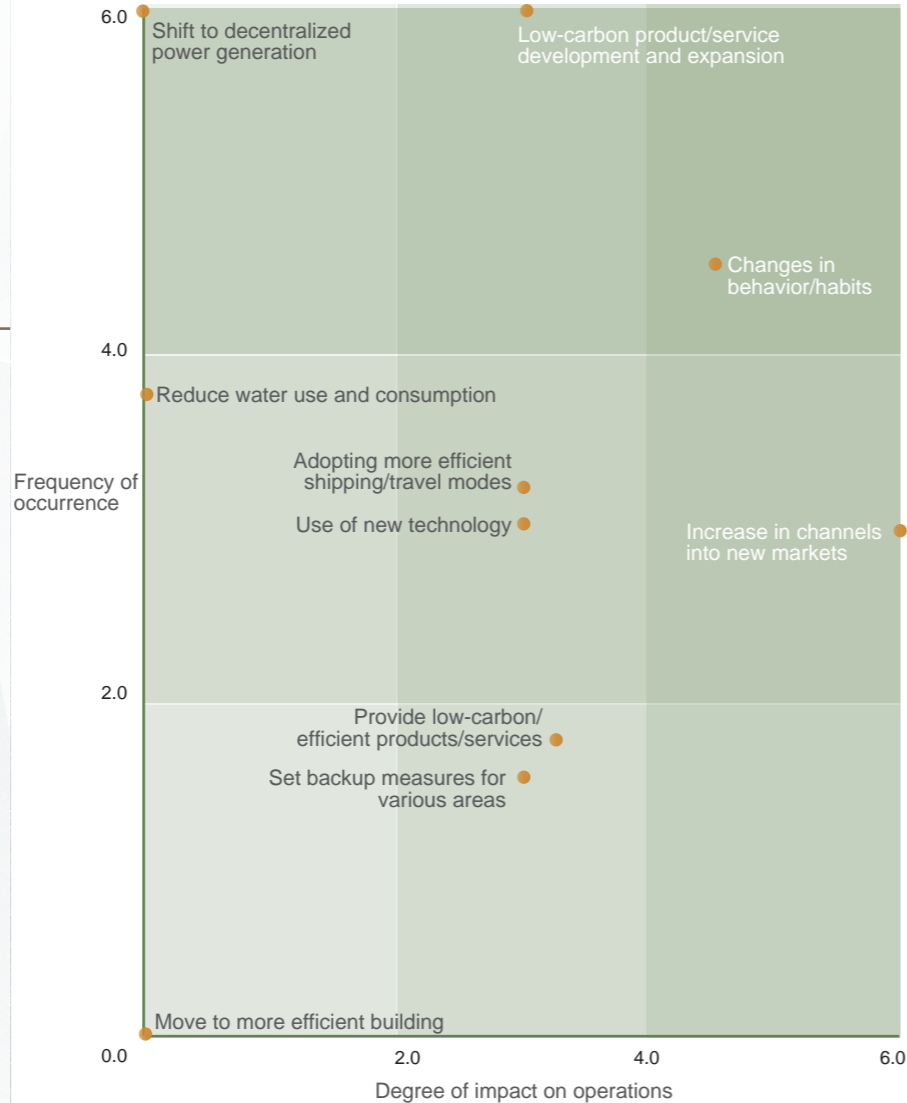 6.0
Shift to decentralized
power generation
Low-carbon product/service
development and expansion
Changes in
behavior/habits
4.0
Reduce water use and consumption
Adopting more efficient
shipping/travel modes
Frequency of
occurrence
Use of new technology
Increase in channels
into new markets
2.0
Provide low-carbon/
efficient products/services
Set backup measures for
various areas
Move to more efficient building
0.0
2.0
4.0
6.0
Degree of impact on operations